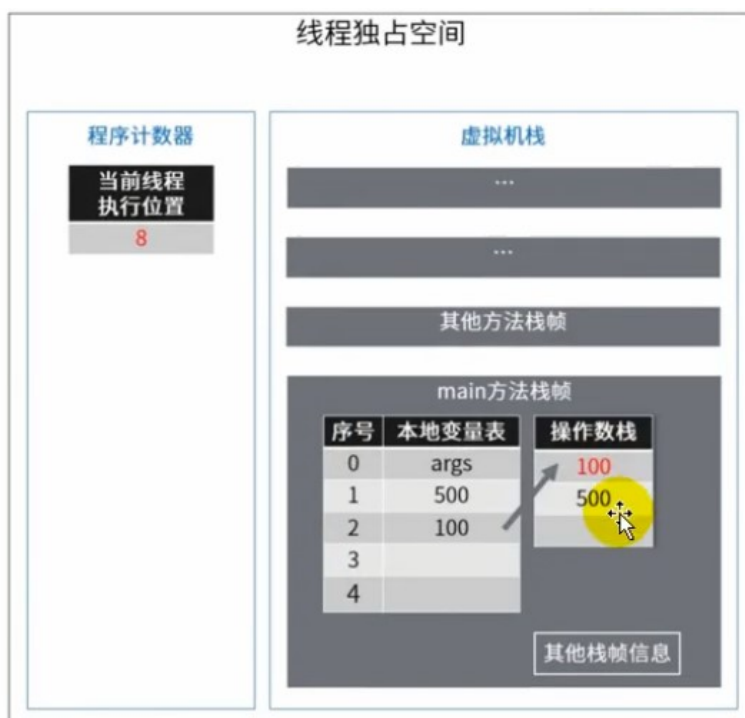 线程独占空间
程序计数器
当前线程
执行位置
8
虚拟机栈
...
...
其他方法栈帧
main方法栈帧
序号 本地变量表 操作数栈
0 args 100
1 500 500
2 100
3
4
其他栈帧信息